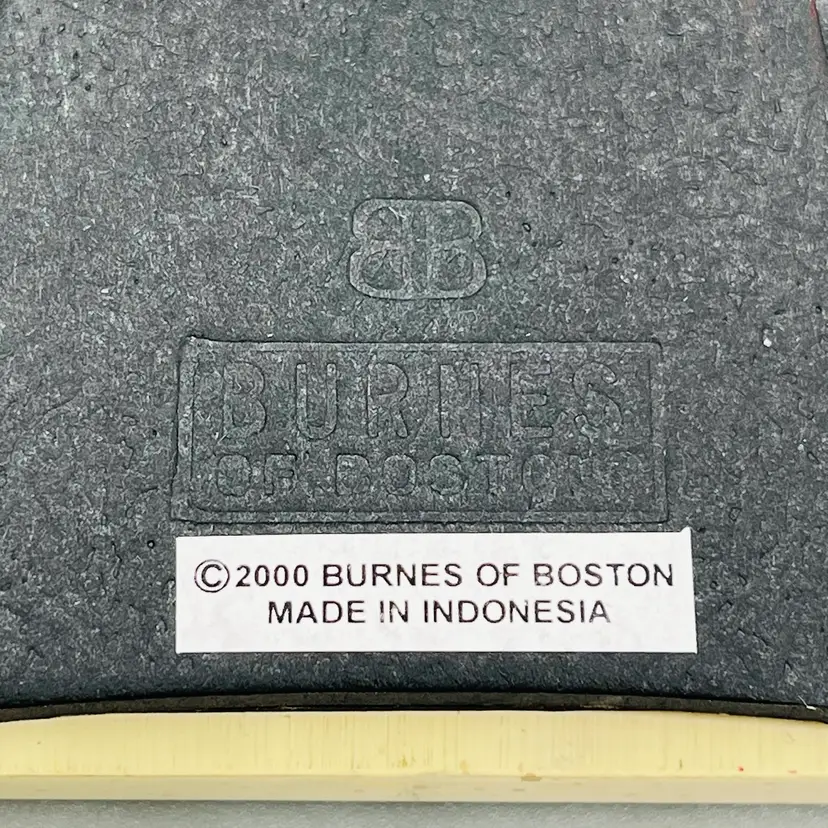 BB
BURNES
OF BOSTON®
©2000 BURNES OF BOSTON
MADE IN INDONESIA